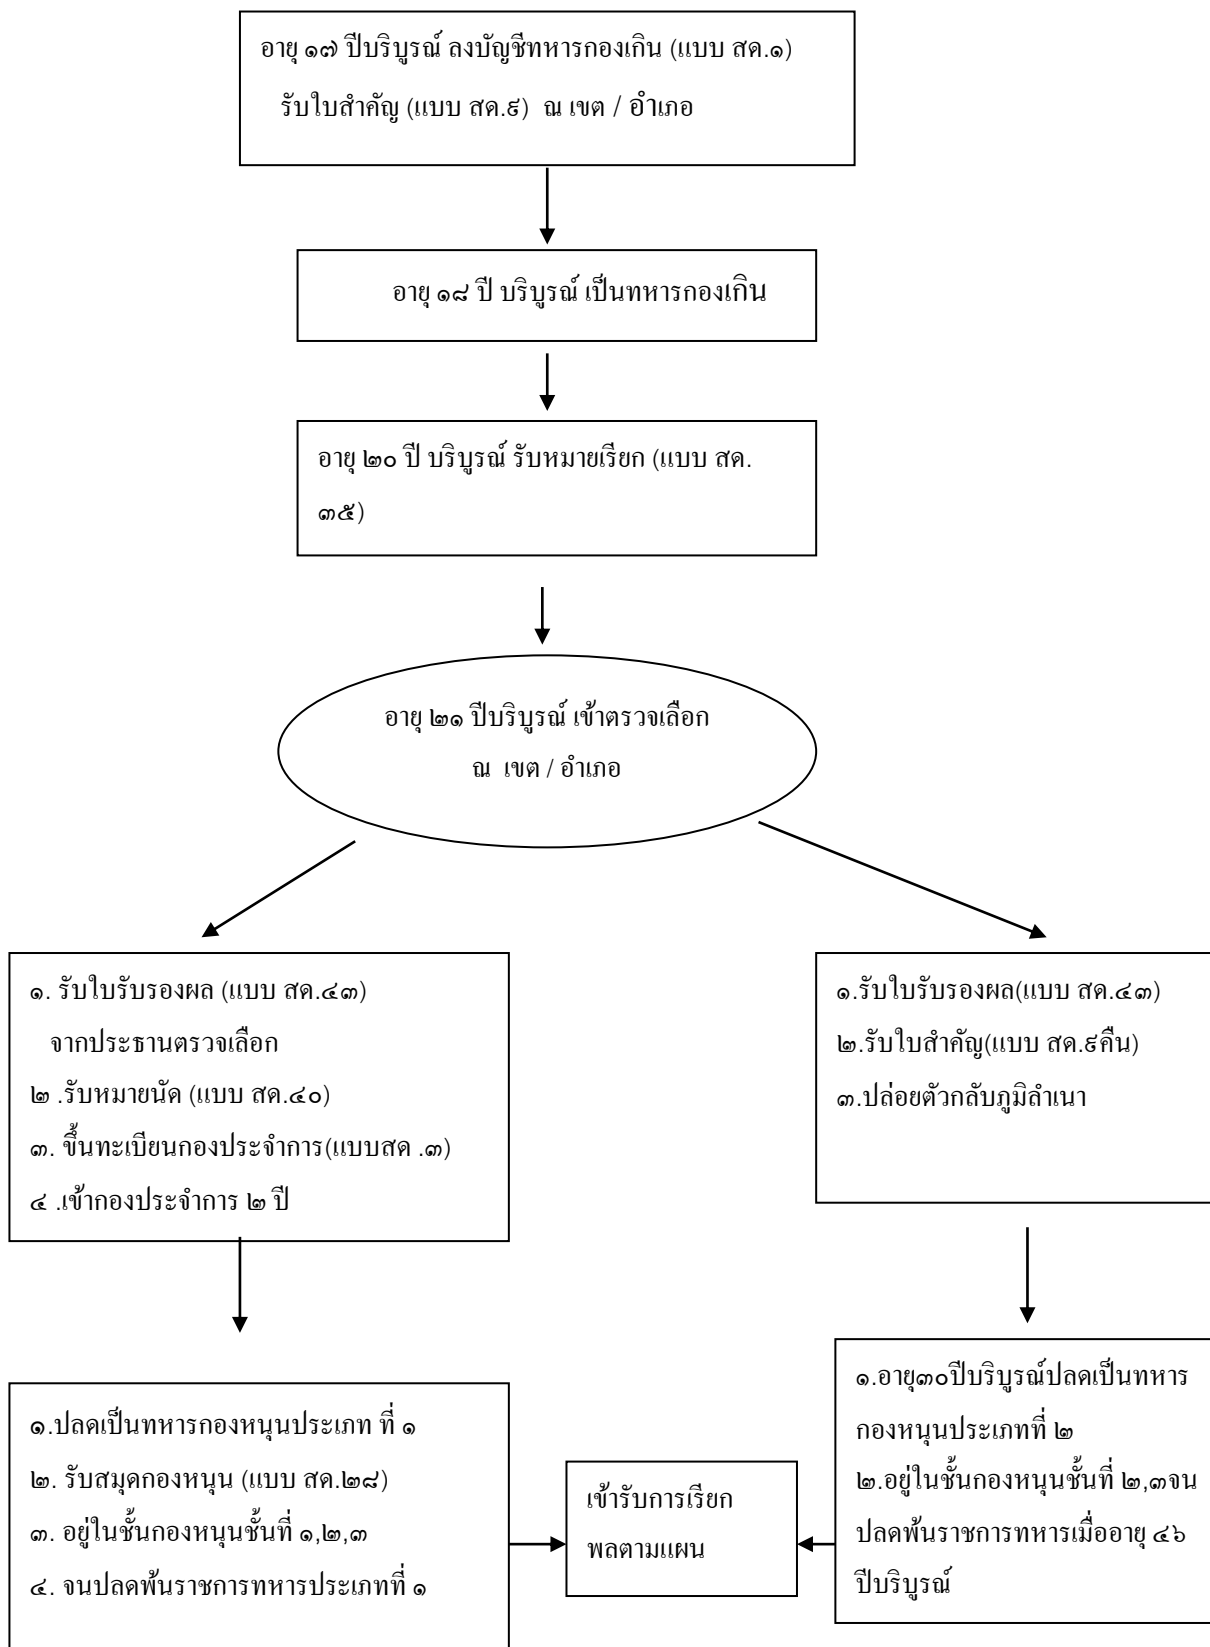 อายุ ๑๗ ปีบริบูรณ์ ลงบัญชีทหารกองเกิน (แบบ สด.๑)
รับใบสำคัญ (แบบ สด.๙) ณ เขต / อำเภอ
อายุ ๑๘ ปี บริบูรณ์ เป็นทหารกองเกิน
อายุ ๒๐ ปี บริบูรณ์ รับหมายเรียก (แบบ สด.
๓๕)
อายุ ๒๑ ปีบริบูรณ์ เข้าตรวจเลือก
ณ เขต / อำเภอ
๑. รับใบรับรองผล (แบบ สด.๔๓)
จากประธานตรวจเลือก
๒ .รับหมายนัด (แบบ สด.๔๐)
๓. ขึ้นทะเบียนกองประจำการ(แบบสด .๓)
๔ .เข้ากองประจำการ ๒ ปี
๑.รับใบรับรองผล(แบบ สด.๔๓)
๒.รับใบสำคัญ(แบบ สด.๙คืน)
๓.ปล่อยตัวกลับภูมิลำเนา
๑.ปลดเป็นทหารกองหนุนประเภท ที่ ๑
๒. รับสมุดกองหนุน (แบบ สด.๒๘)
๓. อยู่ในชั้นกองหนุนชั้นที่ ๑,๒,๓
๔. จนปลดพ้นราชการทหารประเภทที่ ๑
เข้ารับการเรียก
พลตามแผน
๑.อายุ๓๐ปีบริบูรณ์ปลดเป็นทหาร
กองหนุนประเภทที่ ๒
๒.อยู่ในชั้นกองหนุนชั้นที่ ๒,๓จน
ปลดพ้นราชการทหารเมื่ออายุ ๔๖
ปีบริบูรณ์